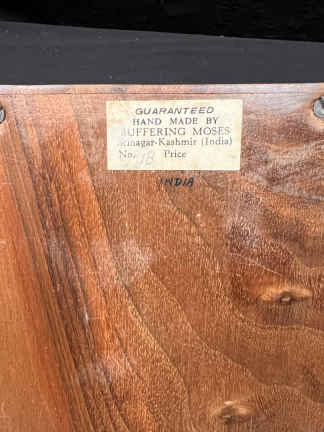 GUARANTEED
HAND MADE BY
SUFFERING MOSES
Srinagar-Kashmir (India)
No. 18 Price
INDIA